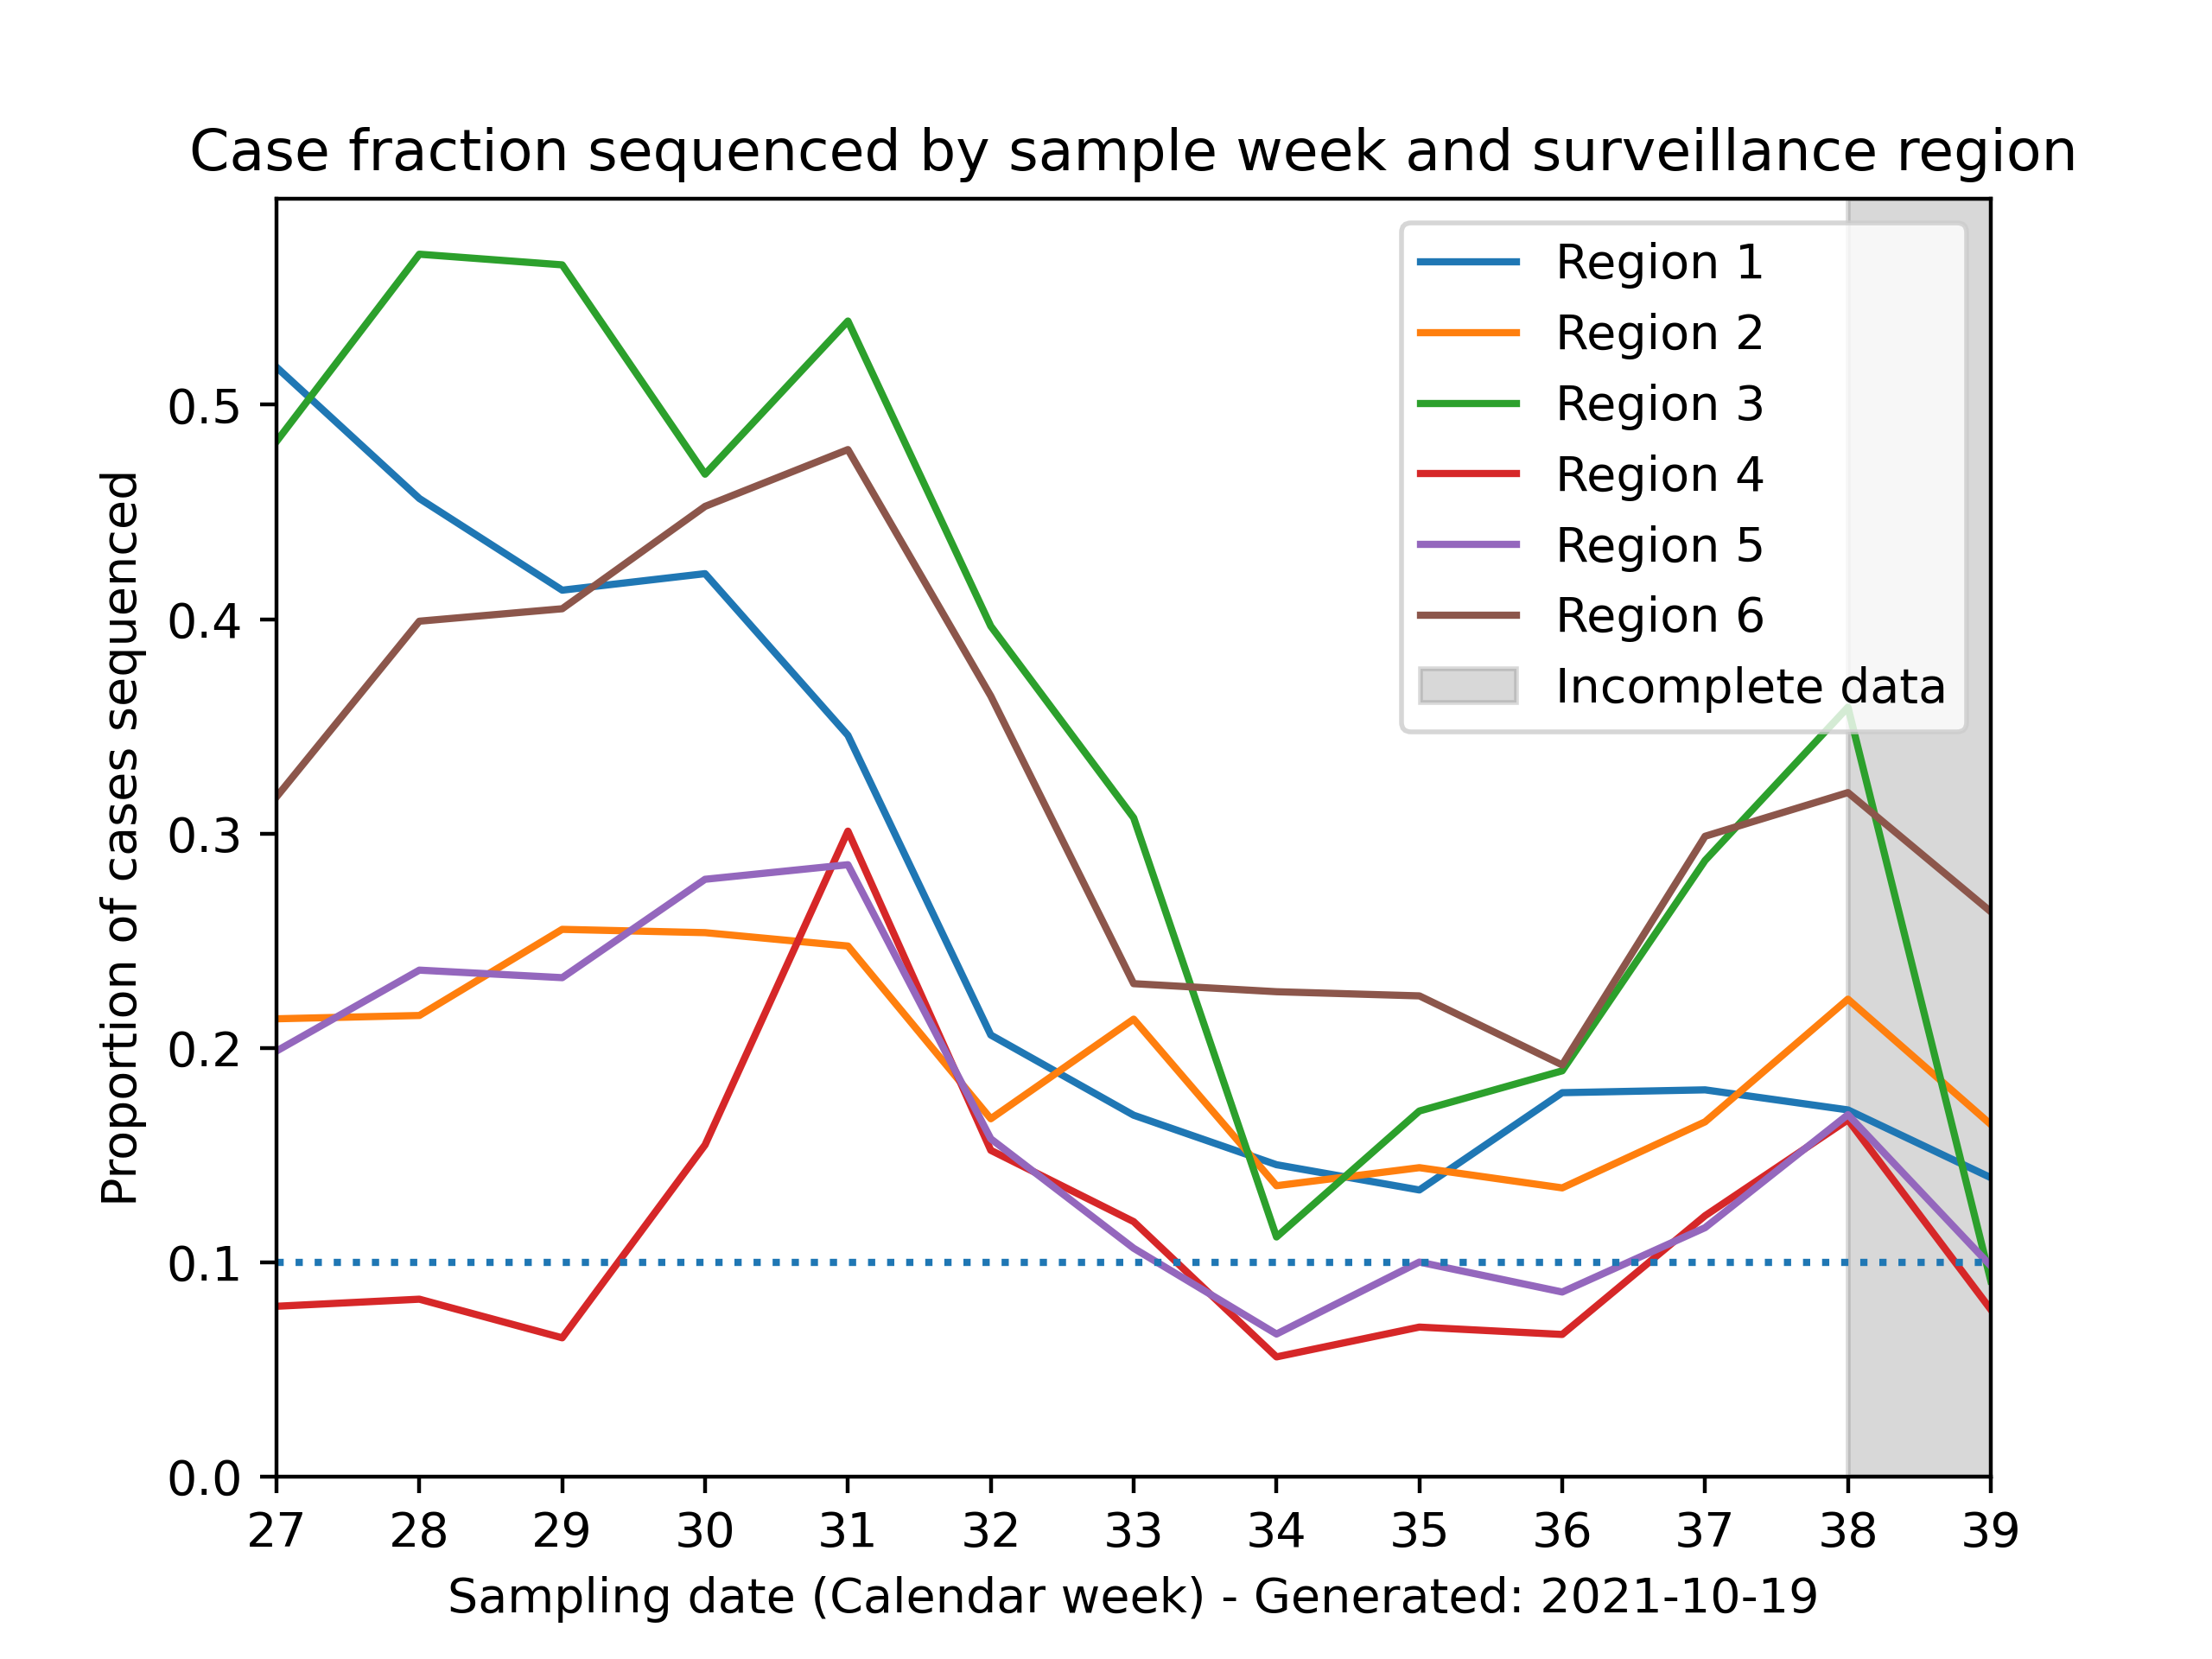 Case fraction sequenced by sample week and surveillance region
Region 1
Region 2
Region 3
Region 4
Region 5
Region 6
Incomplete data
Proportion of cases sequenced
0.5
0.4
0.3
0.2
0.1
0.0
27 28 29 30 31 32 33 34 35 36 37 38 39
Sampling date (Calendar week) - Generated: 2021-10-19